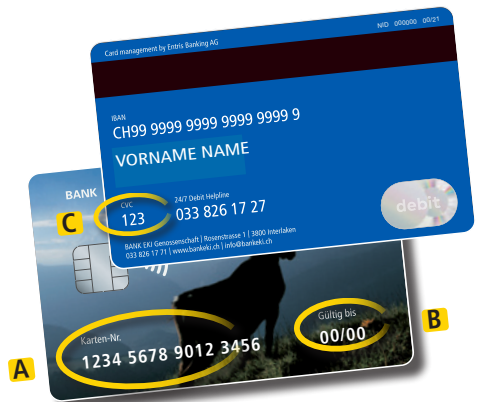 Card management by Entris Banking AG
NID 000000 00/21
IBAN
CH99 9999 9999 9999 9999 9
VORNAME NAME
CVC
123
24/7 Debit Helpline
033 826 17 27
debit
BANK EKI Genossenschaft | Rosenstrasse 1 | 3800 Interlaken
033 826 17 71 | www.bankeki.ch | info@bankeki.ch
BANK
C
Karten-Nr.
1234 5678 9012 3456
Gültig bis
00/00
A
B